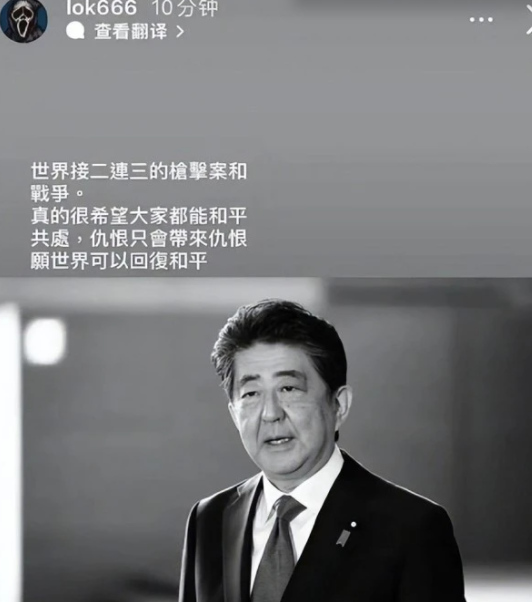 lok666 10分钟
查看翻译 >
世界接二連三的槍擊案和
戰爭。
真的很希望大家都能和平
共處，仇恨只會帶來仇恨
願世界可以回復和平